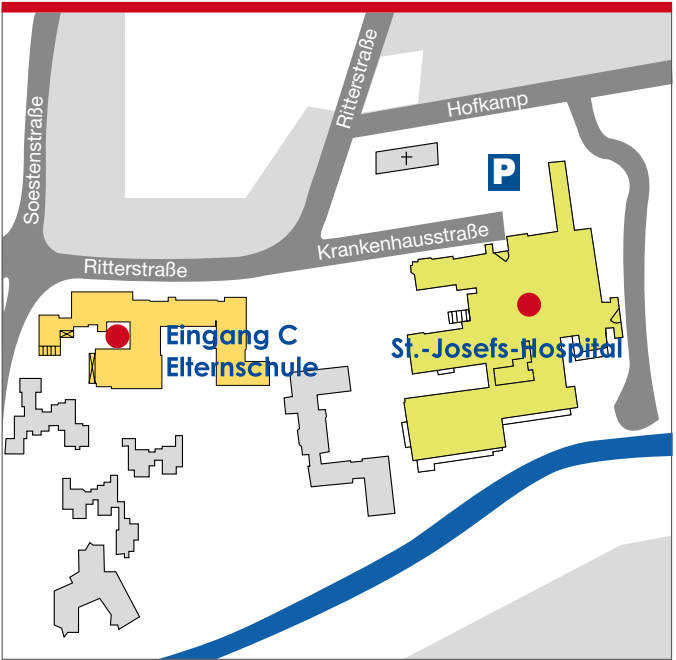 Ritterstraße
Hofkamp
Soestenstraße
P
Krankenhausstraße
Ritterstraße
Eingang C
Elternschule
St.-Josefs-Hospital